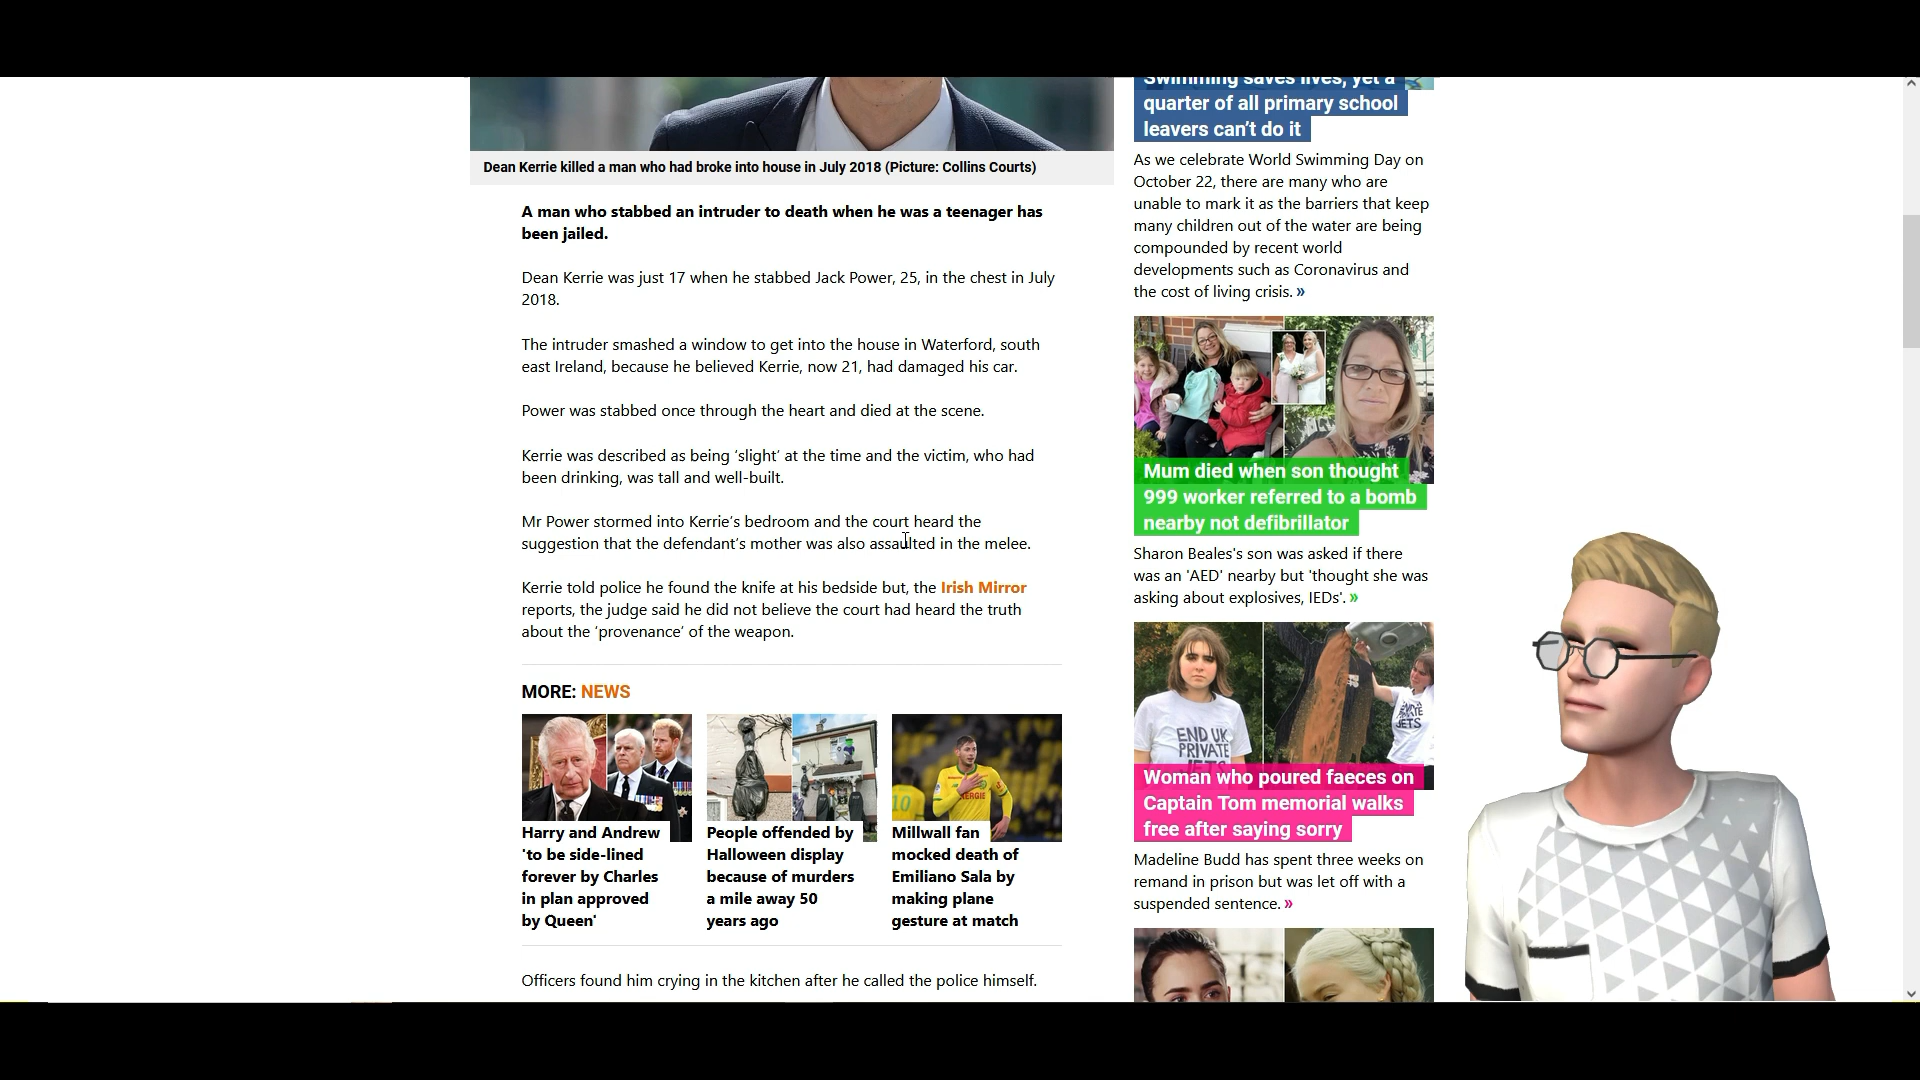 Dean Kerrie killed a man who had broke into house in July 2018 (Picture: Collins Courts)
A man who stabbed an intruder to death when he was a teenager has
been jailed.
Dean Kerrie was just 17 when he stabbed Jack Power, 25, in the chest in July
2018.
The intruder smashed a window to get into the house in Waterford, south
east Ireland, because he believed Kerrie, now 21, had damaged his car.
Power was stabbed once through the heart and died at the scene.
Kerrie was described as being ‘slight’ at the time and the victim, who had
been drinking, was tall and well-built.
Mr Power stormed into Kerrie’s bedroom and the court heard the
suggestion that the defendant’s mother was also assaulted in the melee.
Kerrie told police he found the knife at his bedside but, the Irish Mirror
reports, the judge said he did not believe the court had heard the truth
about the ‘provenance’ of the weapon.
MORE: NEWS
Harry and Andrew
'to be side-lined
forever by Charles
in plan approved
by Queen'
People offended by
Halloween display
because of murders
a mile away 50
years ago
10
Millwall fan
mocked death of
Emiliano Sala by
making plane
gesture at match
Officers found him crying in the kitchen after he called the police himself.
Swimming saves lives, yet a
quarter of all primary school
leavers can’t do it
As we celebrate World Swimming Day on
October 22, there are many who are
unable to mark it as the barriers that keep
many children out of the water are being
compounded by recent world
developments such as Coronavirus and
the cost of living crisis. »
Mum died when son thought
999 worker referred to a bomb
nearby not defibrillator
Sharon Beales's son was asked if there
was an 'AED' nearby but 'thought she was
asking about explosives, IEDs'. »
END UK
PRIVATE
JETS
Woman who poured faeces on
Captain Tom memorial walks
free after saying sorry
Madeline Budd has spent three weeks on
remand in prison but was let off with a
suspended sentence. »